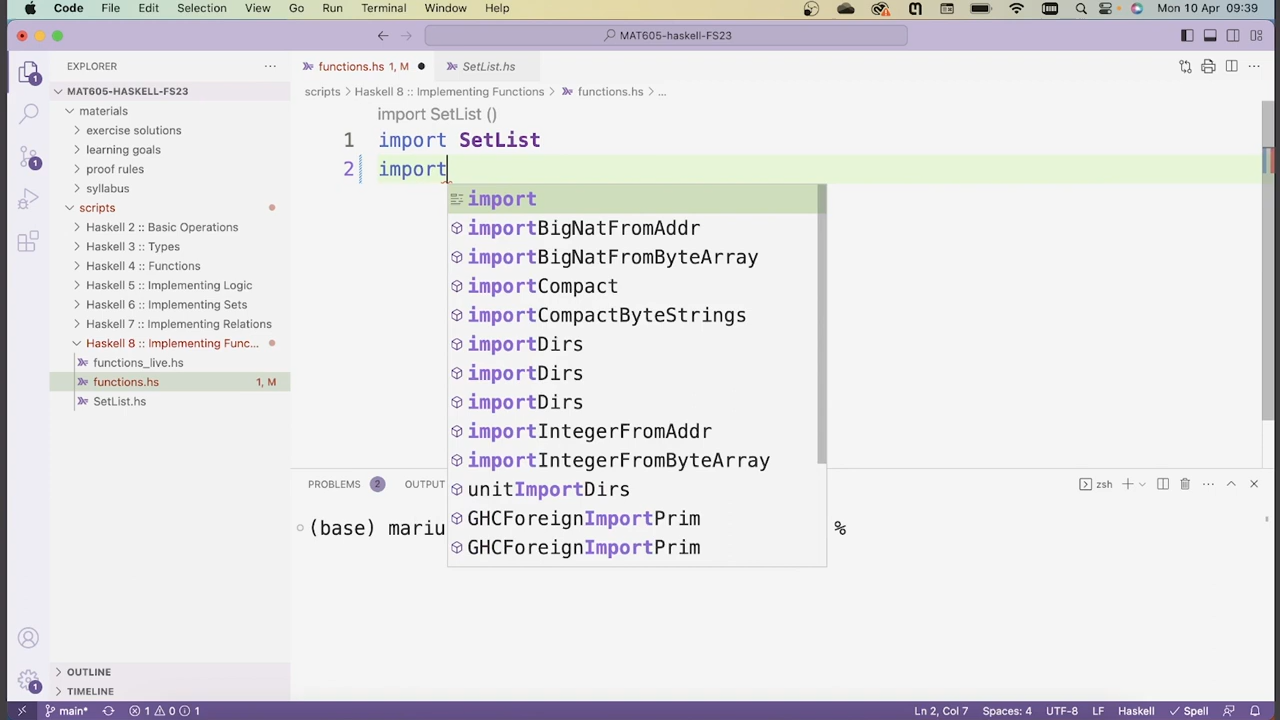 Code File Edit Selection View Go Run Terminal Window Help Mon 10 Apr 09:39
MAT605-haskell-FS23
EXPLORER
functions.hs 1, M
SetList.hs
MAT605-HASKELL-FS23
scripts > Haskell 8 :: Implementing Functions > functions.hs > ...
materials
exercise solutions
learning goals
proof rules
syllabus
scripts
Haskell 2 :: Basic Operations
Haskell 3 :: Types
Haskell 4 :: Functions
Haskell 5 :: Implementing Logic
Haskell 6 :: Implementing Sets
Haskell 7 :: Implementing Relations
Haskell 8 :: Implementing Func...
functions_live.hs
functions.hs 1, M
SetList.hs
import SetList ()
1 import SetList
2 import
import
importBigNatFromAddr
importBigNatFromByteArray
importCompact
importCompactByteStrings
importDirs
importDirs
importDirs
importIntegerFromAddr
importIntegerFromByteArray
unitImportDirs
GHCForeignImportPrim
GHCForeignImportPrim
PROBLEMS 2 OUTPUT zsh
(base) mariu %
OUTLINE
TIMELINE
main* 1 0 1 Ln 2, Col 7 Spaces: 4 UTF-8 LF Haskell Spell